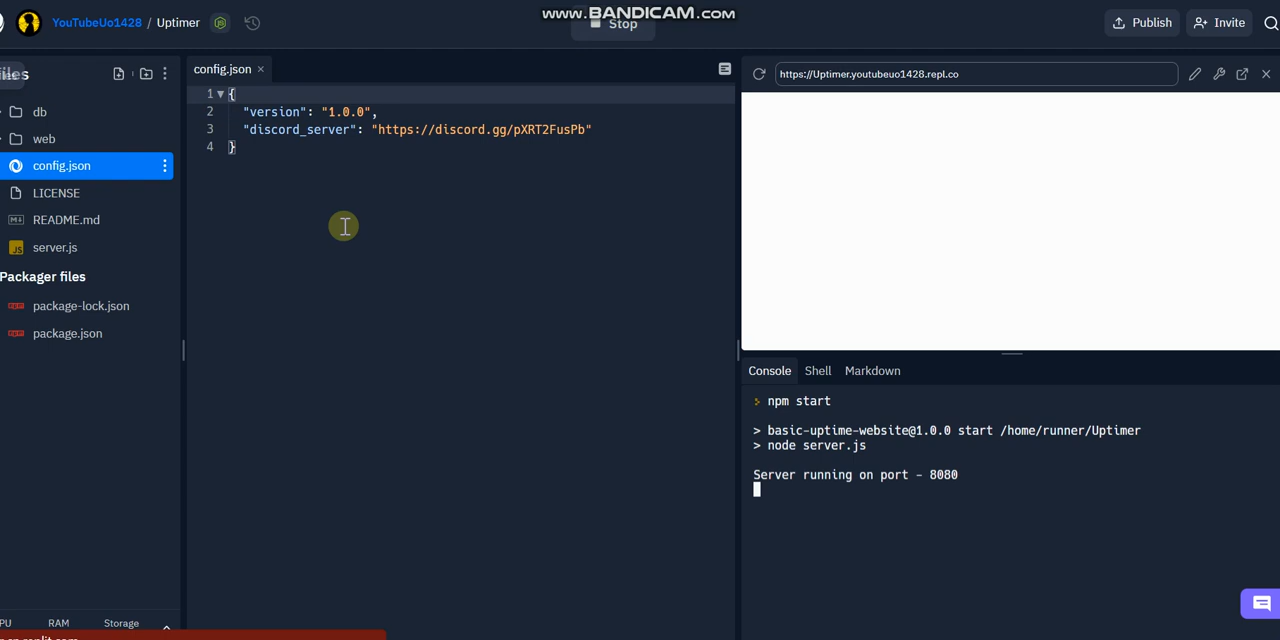 www.BANDICAM.com
YouTubeUo1428 / Uptimer
Stop
Publish
Invite
config.json
https://Uptimer.youtubeuo1428.repl.co
db
web
config.json
LICENSE
README.md
server.js
Packager files
package-lock.json
package.json
1 {
2 "version": "1.0.0",
3 "discord_server": "https://discord.gg/pXRT2FusPb"
4 }
Console Shell Markdown
> npm start
> basic-uptime-website@1.0.0 start /home/runner/Uptimer
> node server.js
Server running on port - 8080
RAM Storage